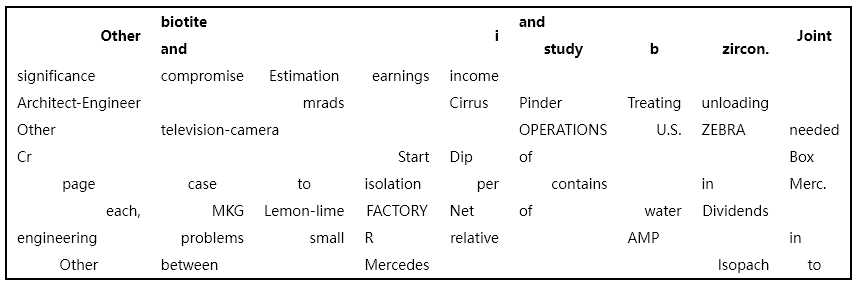 biotite and
Other i Joint
and study b zircon.
significance compromise Estimation earnings income
Architect-Engineer mrads Cirrus Pinder Treating unloading
Other television-camera OPERATIONS U.S. ZEBRA needed
Cr Start Dip of Box
page case to isolation per contains in Merc.
each, MKG Lemon-lime FACTORY Net of water Dividends
engineering problems small R relative AMP in
Other between Mercedes Isopach to